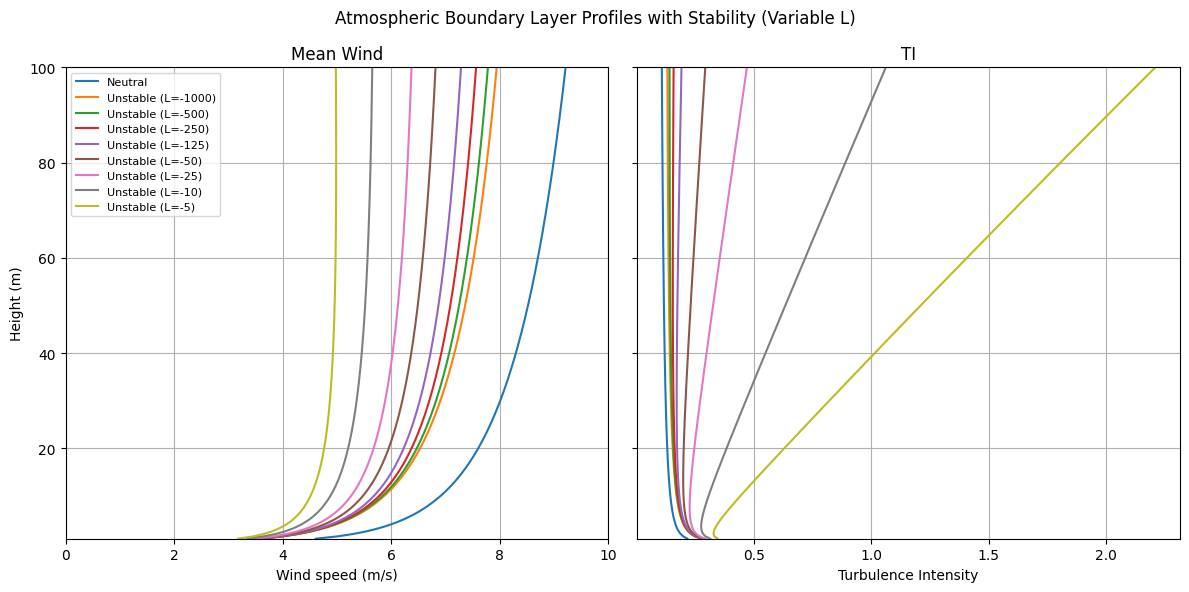 Atmospheric Boundary Layer Profiles with Stability (Variable L)
Mean Wind
TI
100
80
60
40
20
Height (m)
Neutral
Unstable (L=-1000)
Unstable (L=-500)
Unstable (L=-250)
Unstable (L=-125)
Unstable (L=-50)
Unstable (L=-25)
Unstable (L=-10)
Unstable (L=-5)
0 2 4 6 8 10
Wind speed (m/s)
0.5 1.0 1.5 2.0
Turbulence Intensity